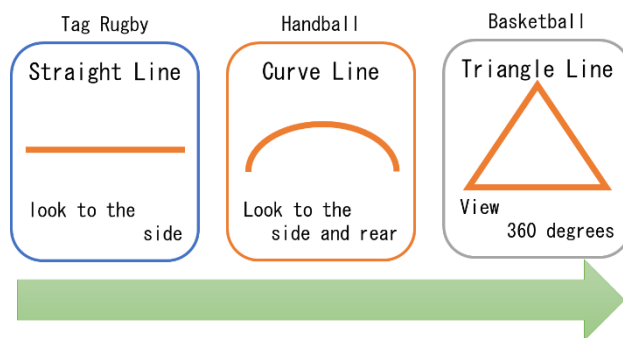 Tag Rugby
Straight Line
look to the
side
Handball
Curve Line
Look to the
side and rear
Basketball
Triangle Line
View
360 degrees